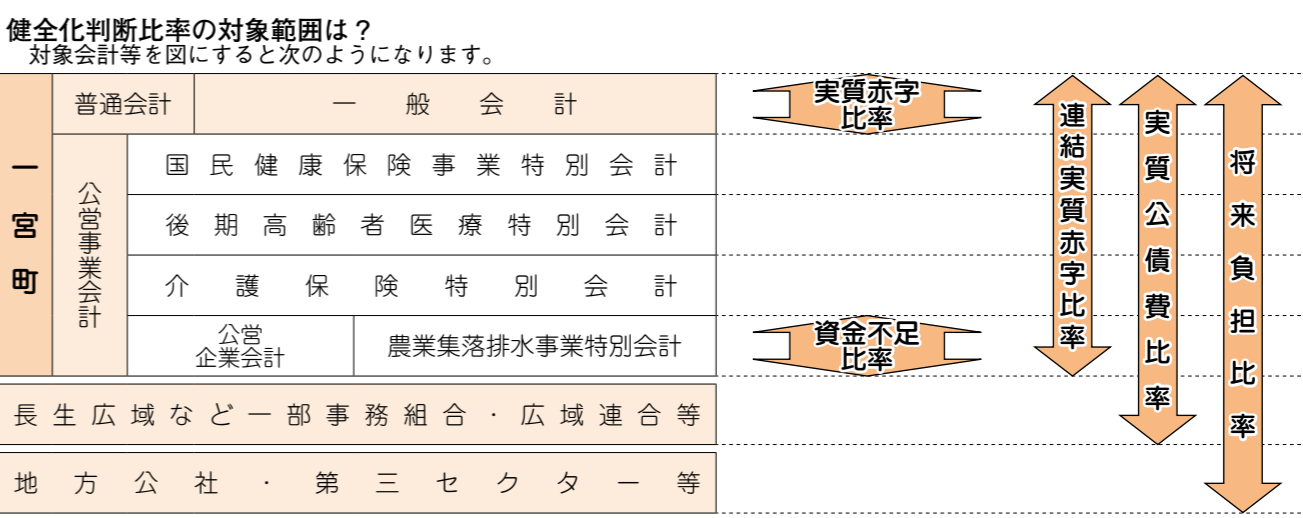 健全化判断比率の対象範囲は？
対象会計等を図にすると次のようになります。
一宮町
普通会計
一般会計
公営事業会計
国民健康保険事業特別会計
後期高齢者医療特別会計
介護保険特別会計
公営
企業会計
農業集落排水事業特別会計
長生広域など一部事務組合・広域連合等
地方公社・第三セクター等
実質赤字
比率
資金不足
比率
連結実質赤字比率
実質公債費比率
将来負担比率